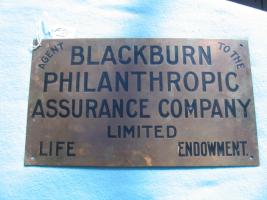 AGENT TO THE
BLACKBURN
PHILANTHROPIC
ASSURANCE COMPANY
LIMITED
LIFE ENDOWMENT.